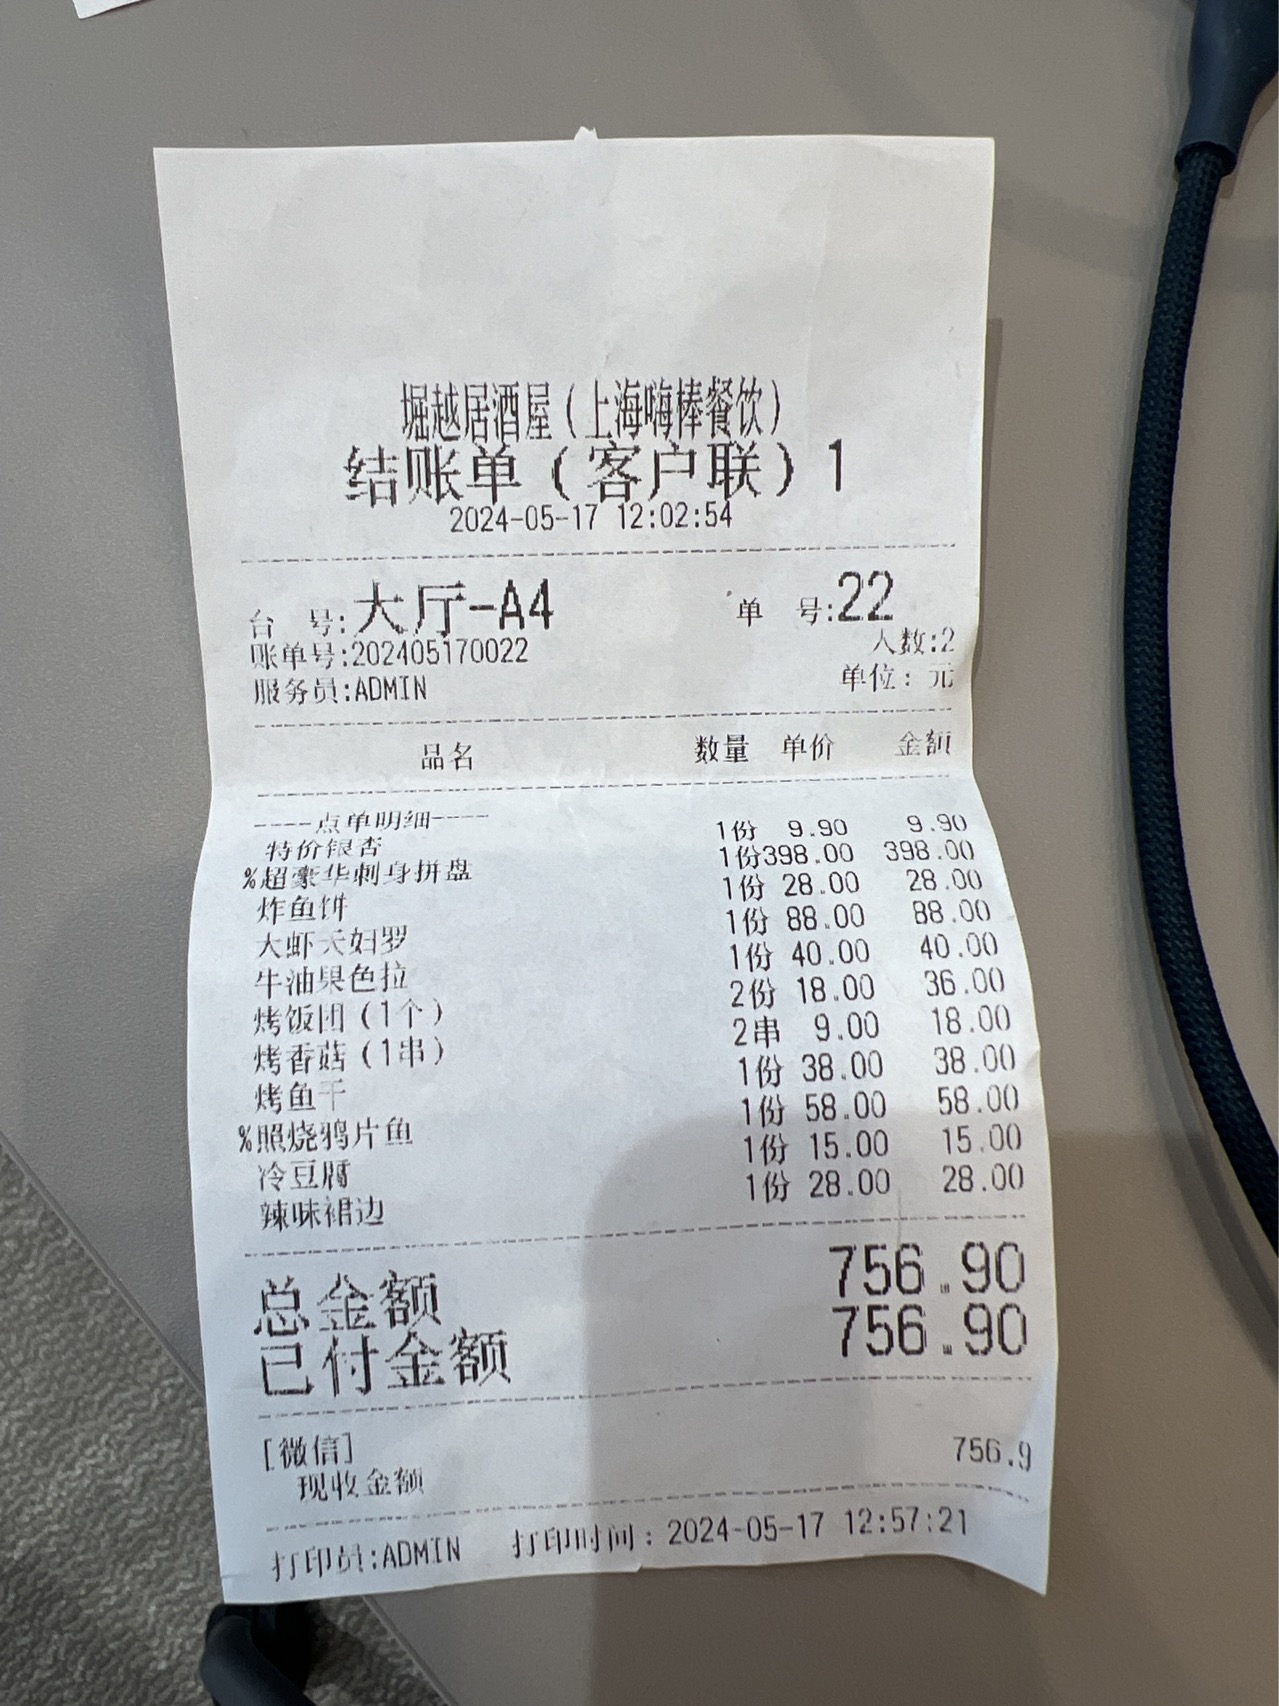 堀越居酒屋(上海嗨棒餐饮)
结账单(客户联)1
2024-05-17 12:02:54
台 号:大厅-A4 单 号:22
账单号:202405170022 人数:2
服务员:ADMIN 单位: 元
品名 数量 单价 金额
----点单明细----
特价银杏 1份 9.90 9.90
%超豪华刺身拼盘 1份 398.00 398.00
炸鱼饼 1份 28.00 28.00
大虾天妇罗 1份 88.00 88.00
牛油果色拉 1份 40.00 40.00
烤饭团(1个) 2份 18.00 36.00
烤香菇(1串) 2串 9.00 18.00
烤鱼干 1份 38.00 38.00
%照烧鸦片鱼 1份 58.00 58.00
冷豆腐 1份 15.00 15.00
辣味裙边 1份 28.00 28.00
总金额 756.90
已付金额 756.90
[微信]
现收金额 756.9
打印员:ADMIN 打印时间: 2024-05-17 12:57:21